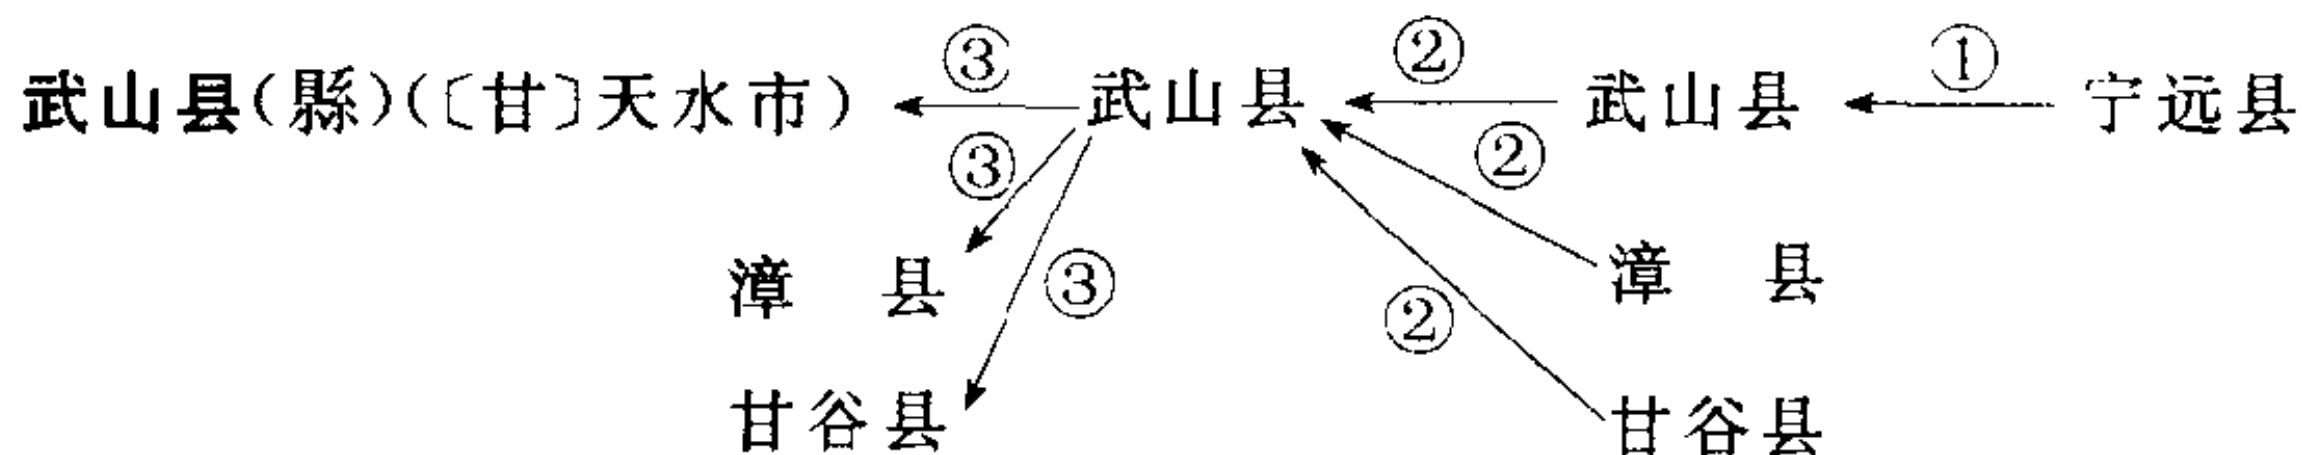 武山县(縣)(〔甘〕天水市) ③ 武山县 ② 武山县 ① 宁远县
③ ②
漳 县 ③ ② 漳 县
甘谷县 甘谷县